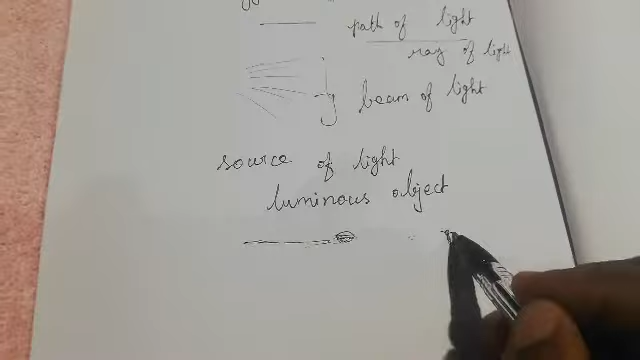 path of light
ray of light
beam of light
source of light
luminous object